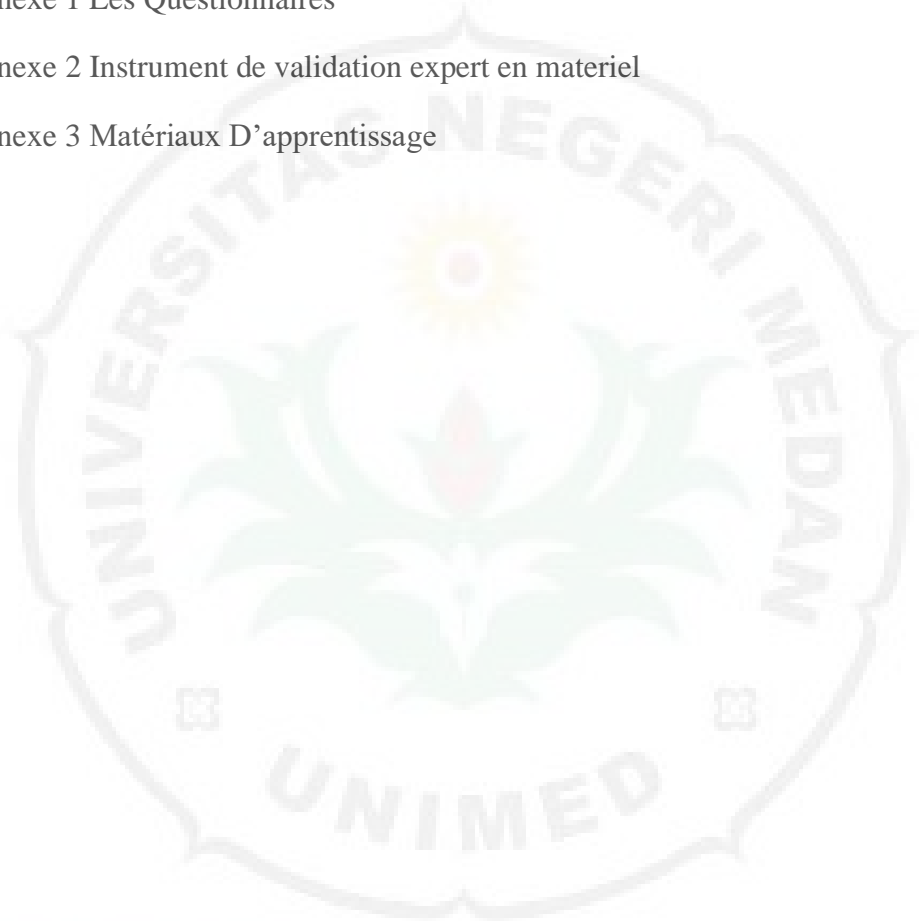 nexe 1 Les Questionnaires
nexe 2 Instrument de validation expert en materiel
nexe 3 Matériaux D’apprentissage
UNIVERSITAS NEGERI MEDAN
UNIMED